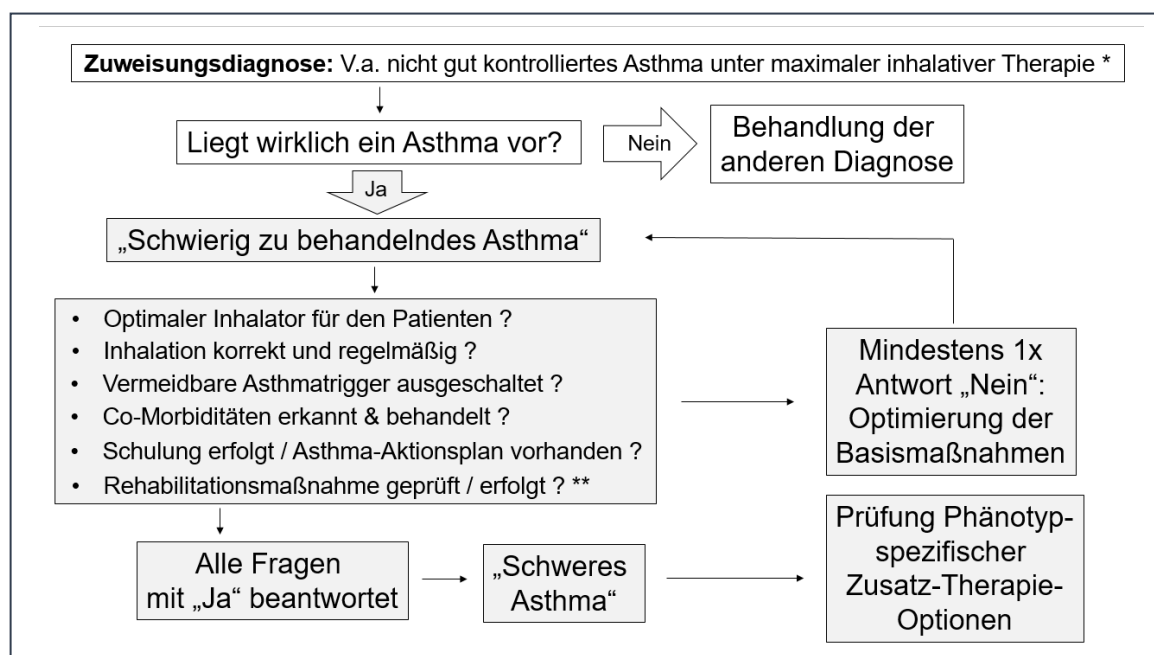 Zuweisungsdiagnose: V.a. nicht gut kontrolliertes Asthma unter maximaler inhalativer Therapie *
Liegt wirklich ein Asthma vor?
Nein
Behandlung der
anderen Diagnose
Ja
„Schwierig zu behandelndes Asthma“
• Optimaler Inhalator für den Patienten ?
• Inhalation korrekt und regelmäßig ?
• Vermeidbare Asthmatrigger ausgeschaltet ?
• Co-Morbiditäten erkannt & behandelt ?
• Schulung erfolgt / Asthma-Aktionsplan vorhanden ?
• Rehabilitationsmaßnahme geprüft / erfolgt ? **
Mindestens 1x
Antwort „Nein“:
Optimierung der
Basismaßnahmen
Alle Fragen
mit „Ja“ beantwortet
„Schweres
Asthma“
Prüfung Phänotyp-
spezifischer
Zusatz-Therapie-
Optionen